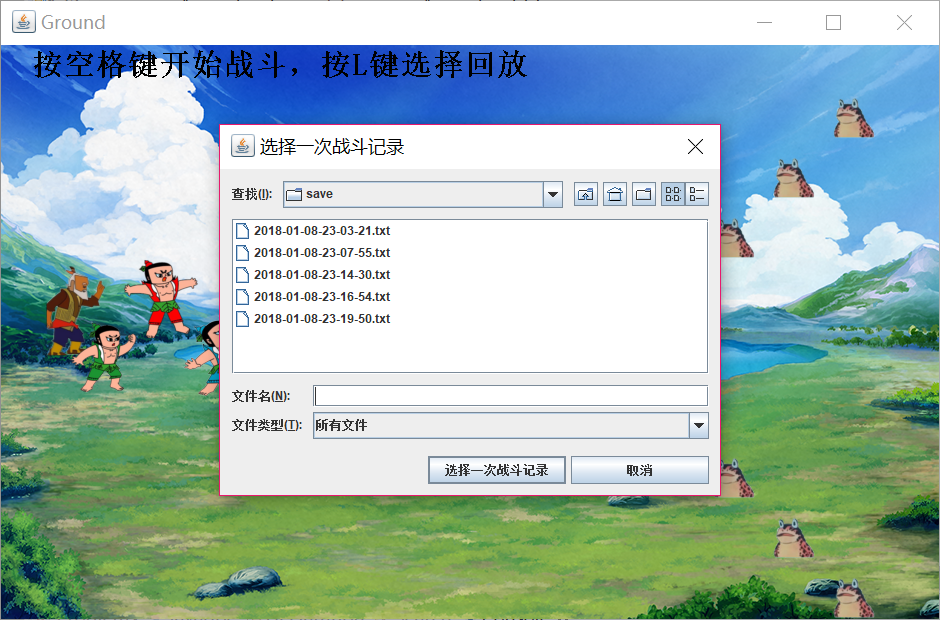 Ground
按空格键开始战斗，按L键选择回放
选择一次战斗记录
查找(I): save
2018-01-08-23-03-21.txt
2018-01-08-23-07-55.txt
2018-01-08-23-14-30.txt
2018-01-08-23-16-54.txt
2018-01-08-23-19-50.txt
文件名(N):
文件类型(T): 所有文件
选择一次战斗记录 取消